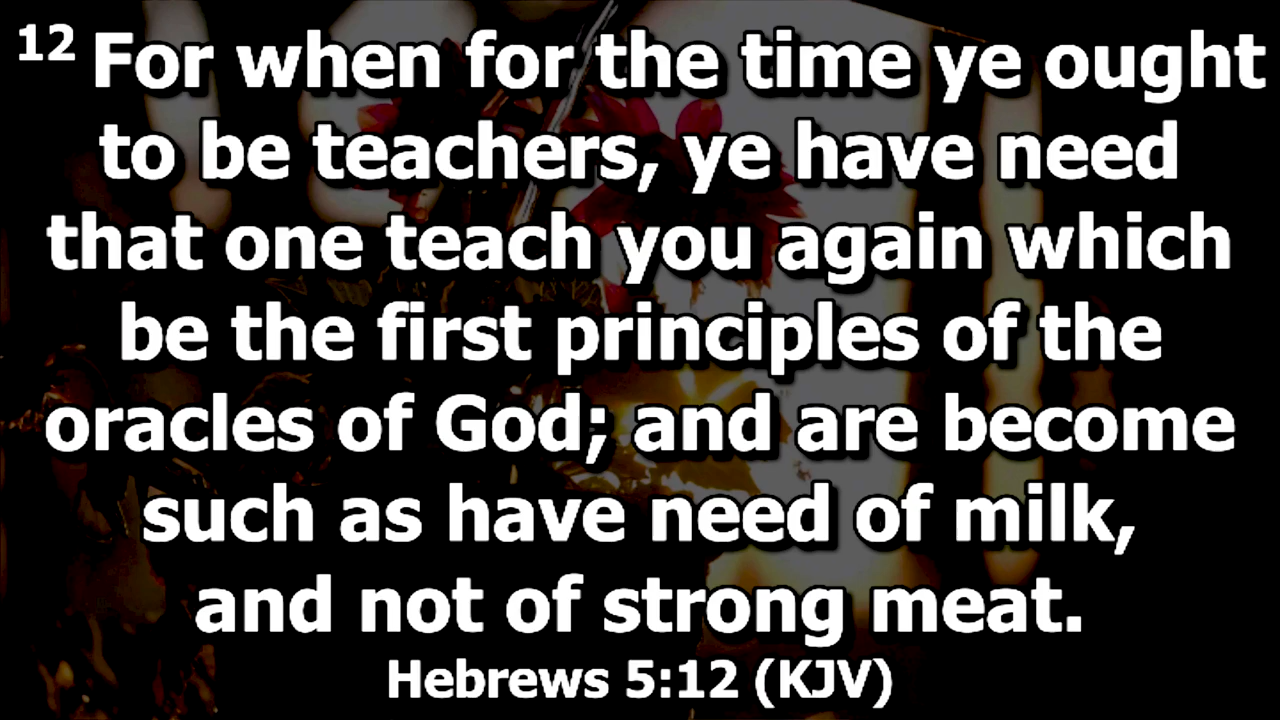 12 For when for the time ye ought
to be teachers, ye have need
that one teach you again which
be the first principles of the
oracles of God; and are become
such as have need of milk,
and not of strong meat.
Hebrews 5:12 (KJV)